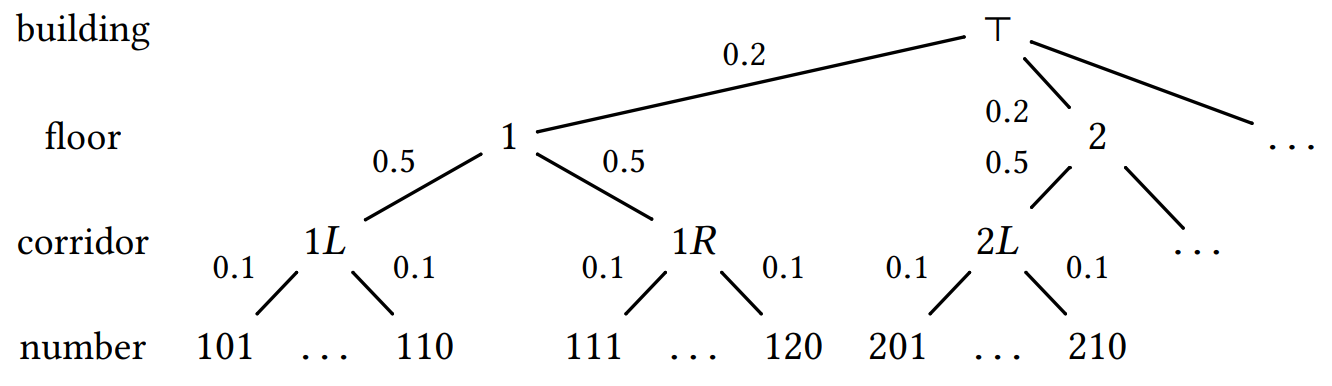 building ⊤
0.2
0.2
floor 1 2 ...
0.5 0.5 0.5
corridor 1L 1R 2L ...
0.1 0.1 0.1 0.1 0.1 0.1
number 101 ... 110 111 ... 120 201 ... 210